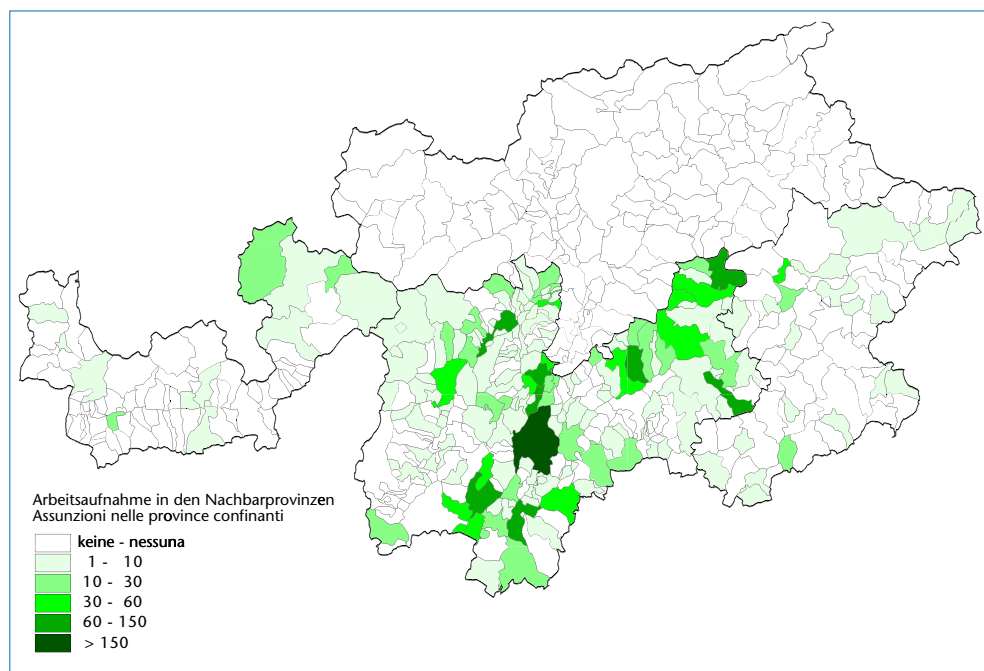 Arbeitsaufnahme in den Nachbarprovinzen
Assunzioni nelle province confinanti
keine - nessuna
1 - 10
10 - 30
30 - 60
60 - 150
> 150